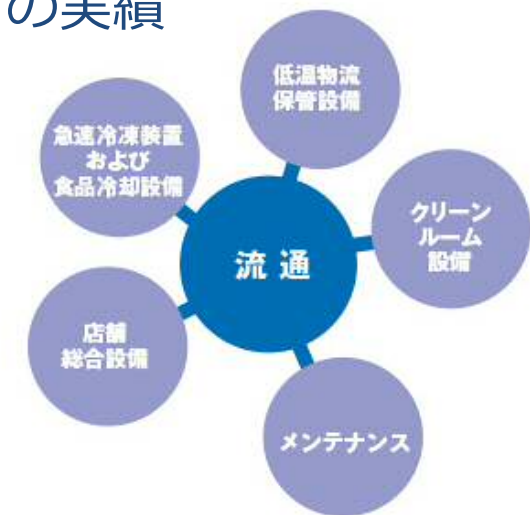 の実績
低温物流
保管設備
急速冷凍装置
および
食品冷却設備
クリーン
ルーム
設備
流通
店舗
総合設備
メンテナンス